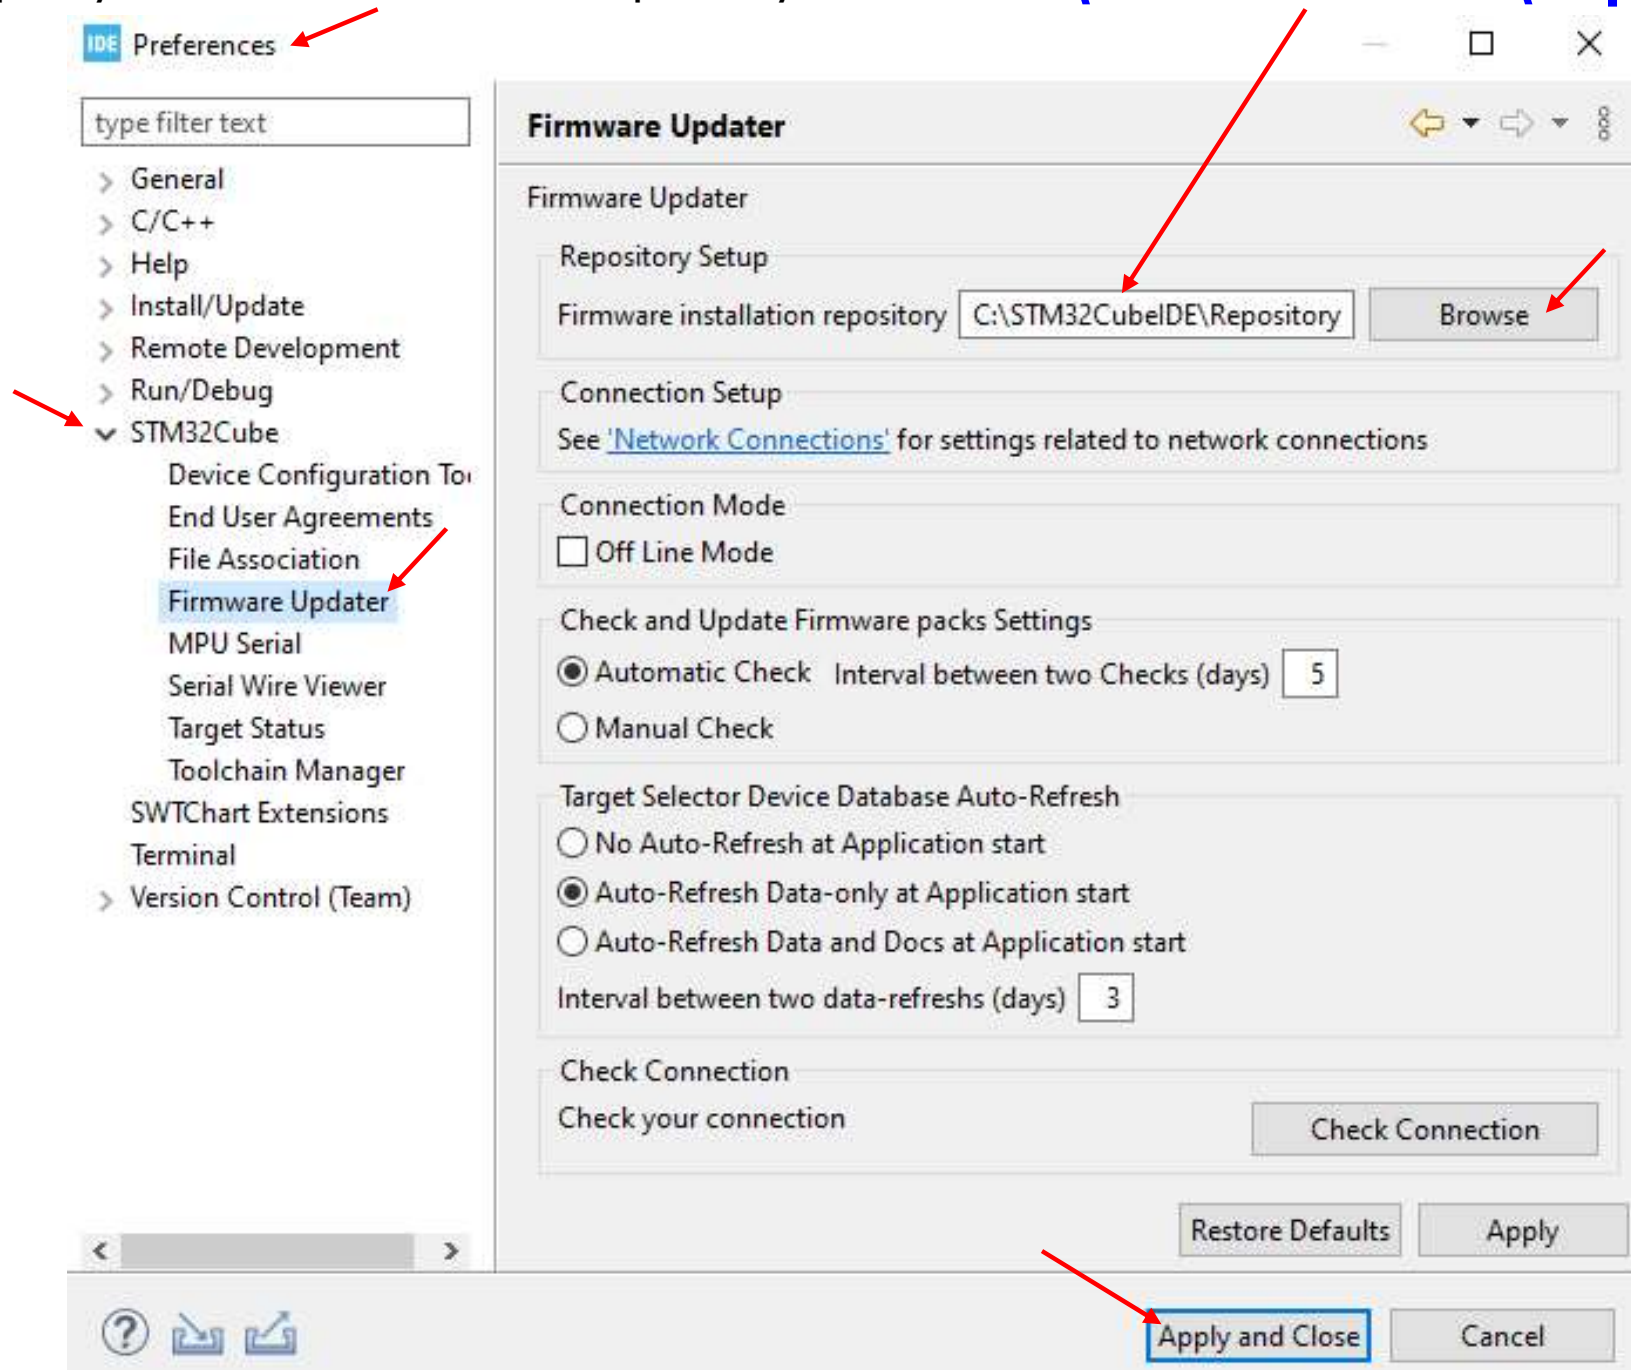 IDE Preferences
type filter text
General
C/C++
Help
Install/Update
Remote Development
Run/Debug
STM32Cube
Device Configuration To
End User Agreements
File Association
Firmware Updater
MPU Serial
Serial Wire Viewer
Target Status
Toolchain Manager
SWTChart Extensions
Terminal
Version Control (Team)
Firmware Updater
Firmware Updater
Repository Setup
Firmware installation repository C:\STM32CubeIDE\Repository Browse
Connection Setup
See 'Network Connections' for settings related to network connections
Connection Mode
Off Line Mode
Check and Update Firmware packs Settings
Automatic Check Interval between two Checks (days) 5
Manual Check
Target Selector Device Database Auto-Refresh
No Auto-Refresh at Application start
Auto-Refresh Data-only at Application start
Auto-Refresh Data and Docs at Application start
Interval between two data-refreshs (days) 3
Check Connection
Check your connection
Check Connection
Restore Defaults Apply
Apply and Close Cancel